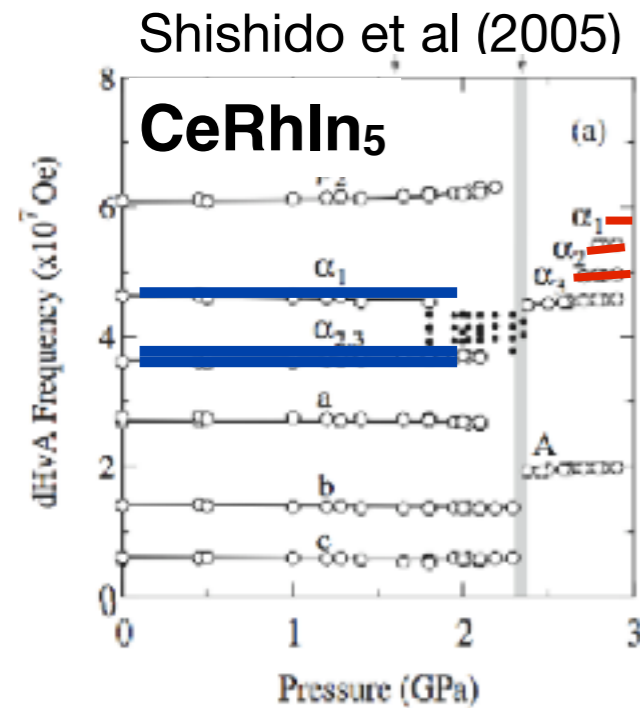 Shishido et al (2005)
CeRhIn₅
(a)
dHvA Frequency (x10⁷ Oe)
8
6
4
2
0
α₁
α₂,₃
a
b
c
α₁
α₂
α₃
A
0
1
2
3
Pressure (GPa)